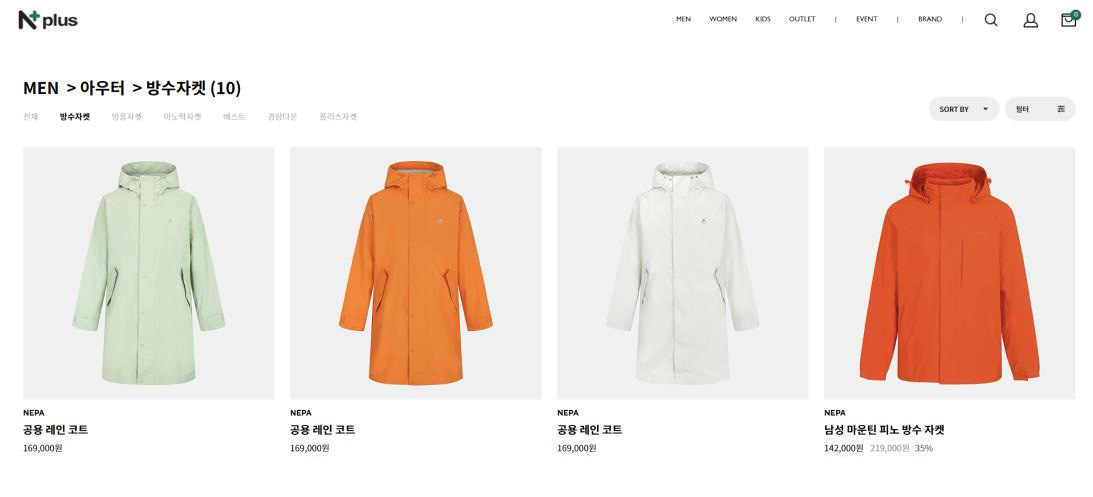 N+plus
MEN WOMEN KIDS OUTLET | EVENT | BRAND | 0
MEN > 아우터 > 방수자켓 (10)
전체 방수자켓 방풍자켓 아노락자켓 베스트 경량다운 플리스자켓
SORT BY 필터
NEPA
공용 레인 코트
169,000원
NEPA
공용 레인 코트
169,000원
NEPA
공용 레인 코트
169,000원
NEPA
남성 마운틴 피노 방수 자켓
142,000원 219,000원 35%